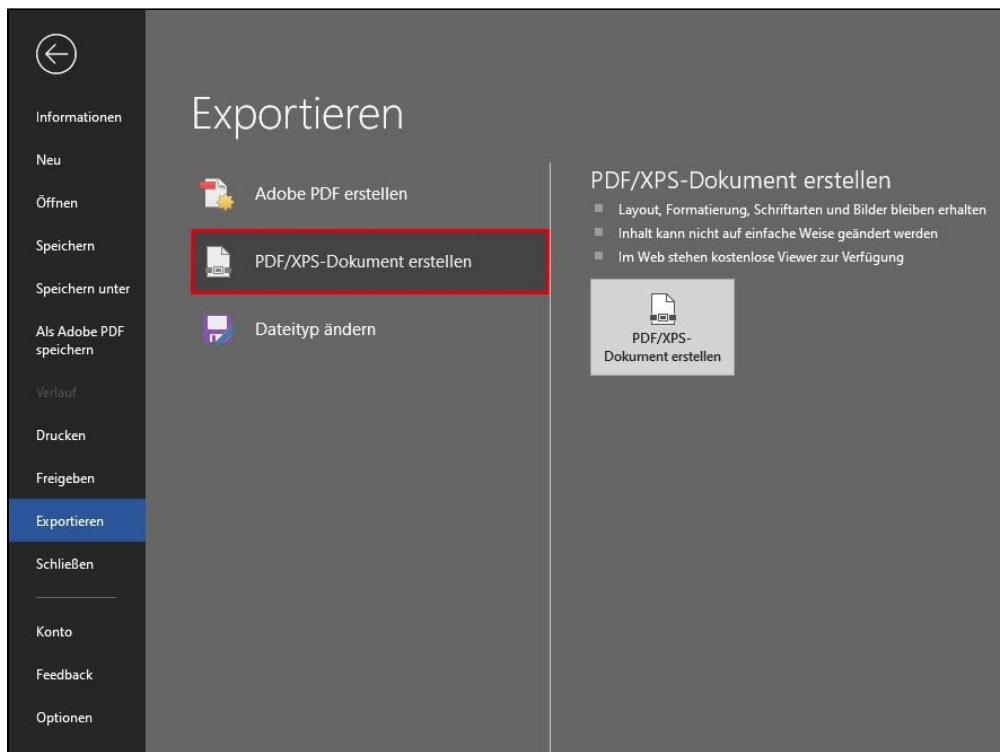 Informationen
Neu
Öffnen
Speichern
Speichern unter
Als Adobe PDF
speichern
Verlauf
Drucken
Freigeben
Exportieren
Schließen
Konto
Feedback
Optionen
Exportieren
Adobe PDF erstellen
PDF/XPS-Dokument erstellen
Dateityp ändern
PDF/XPS-Dokument erstellen
Layout, Formatierung, Schriftarten und Bilder bleiben erhalten
Inhalt kann nicht auf einfache Weise geändert werden
Im Web stehen kostenlose Viewer zur Verfügung
PDF/XPS-
Dokument erstellen